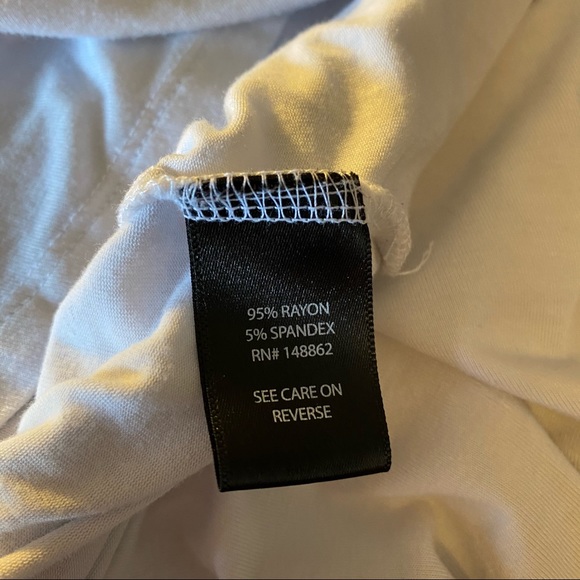 95% RAYON
5% SPANDEX
RN# 148862
SEE CARE ON
REVERSE